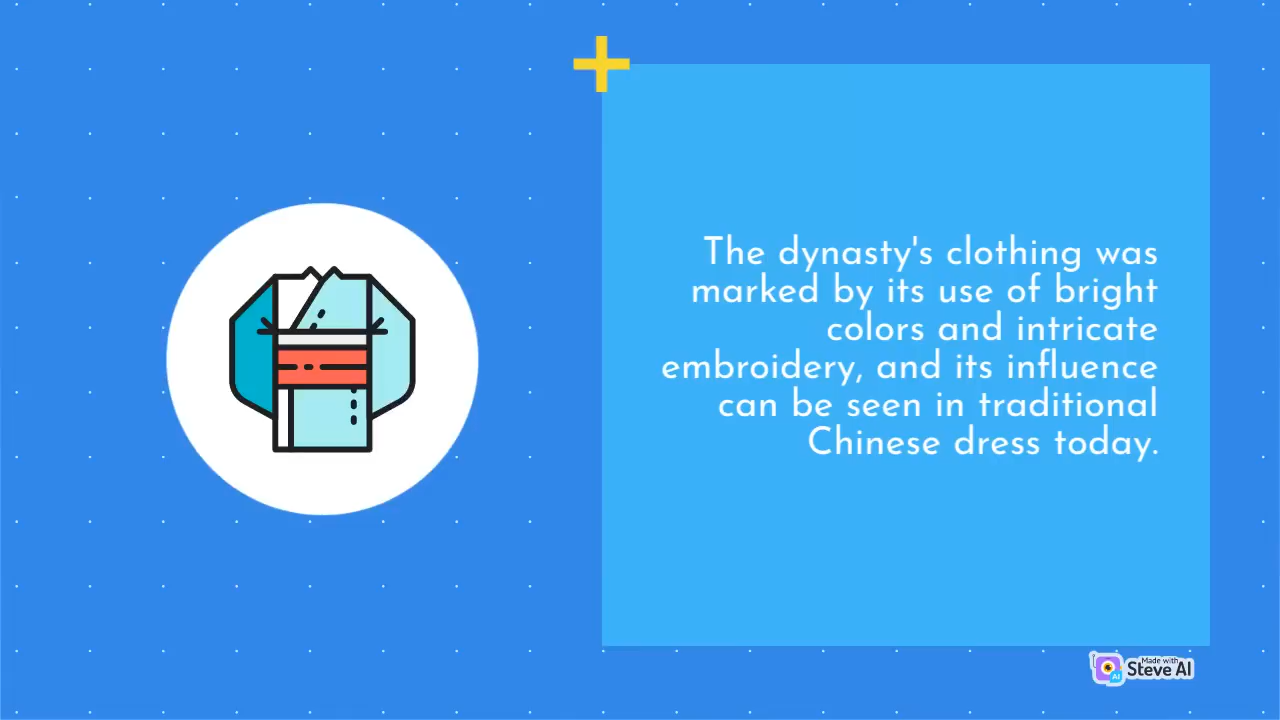 The dynasty's clothing was
marked by its use of bright
colors and intricate
embroidery, and its influence
can be seen in traditional
Chinese dress today.
Made with
Steve AI
AI